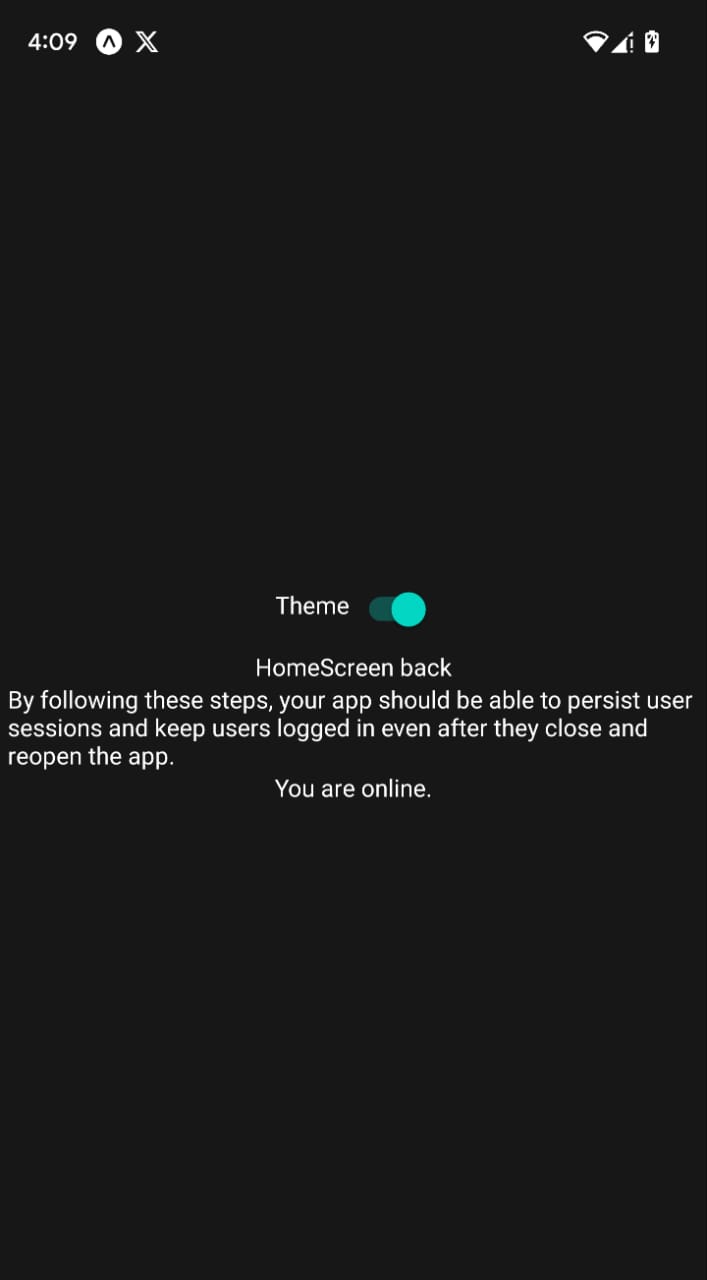 4:09
Theme
HomeScreen back
By following these steps, your app should be able to persist user
sessions and keep users logged in even after they close and
reopen the app.
You are online.